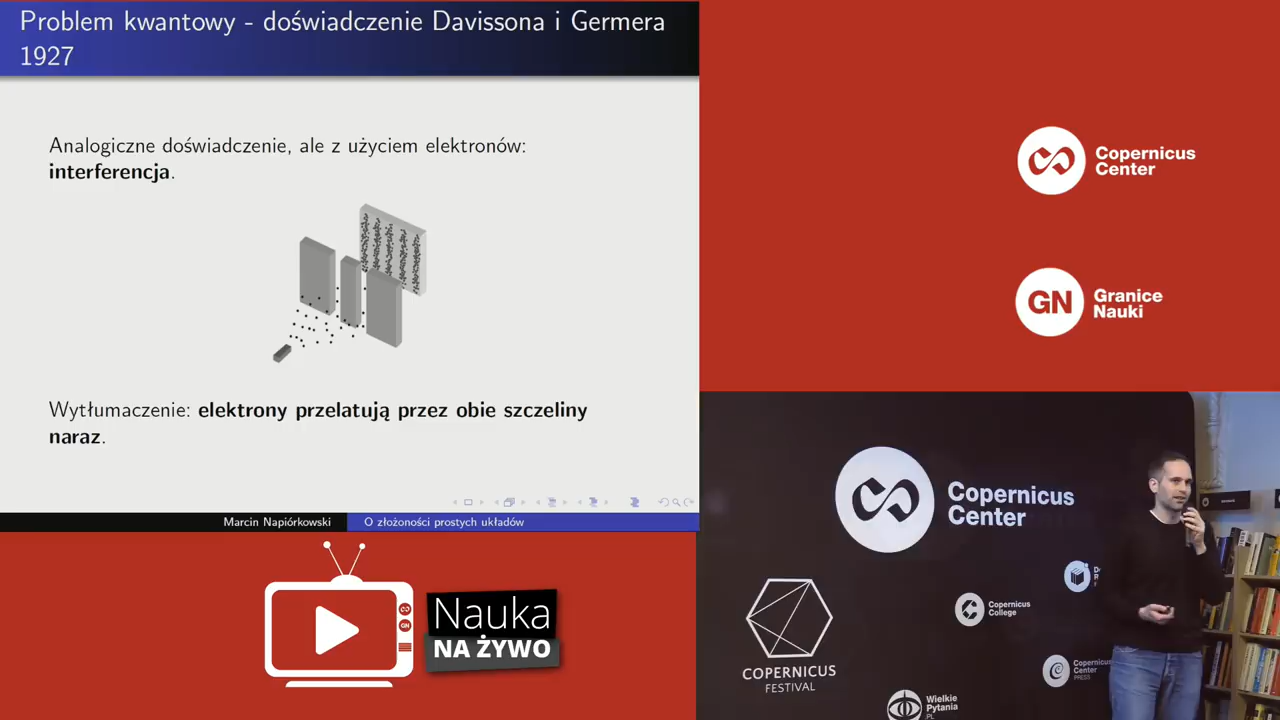 Problem kwantowy - doświadczenie Davissona i Germera
1927
Analogiczne doświadczenie, ale z użyciem elektronów:
interferencja.
Wytłumaczenie: elektrony przelatują przez obie szczeliny
naraz.
Marcin Napiórkowski
O złożoności prostych układów
Nauka
NA ŻYWO
Copernicus
Center
GN
Granice
Nauki
Copernicus
Center
COPERNICUS
FESTIVAL
Copernicus
College
Copernicus
Center
PRESS
Wielkie
Pytania
.PL